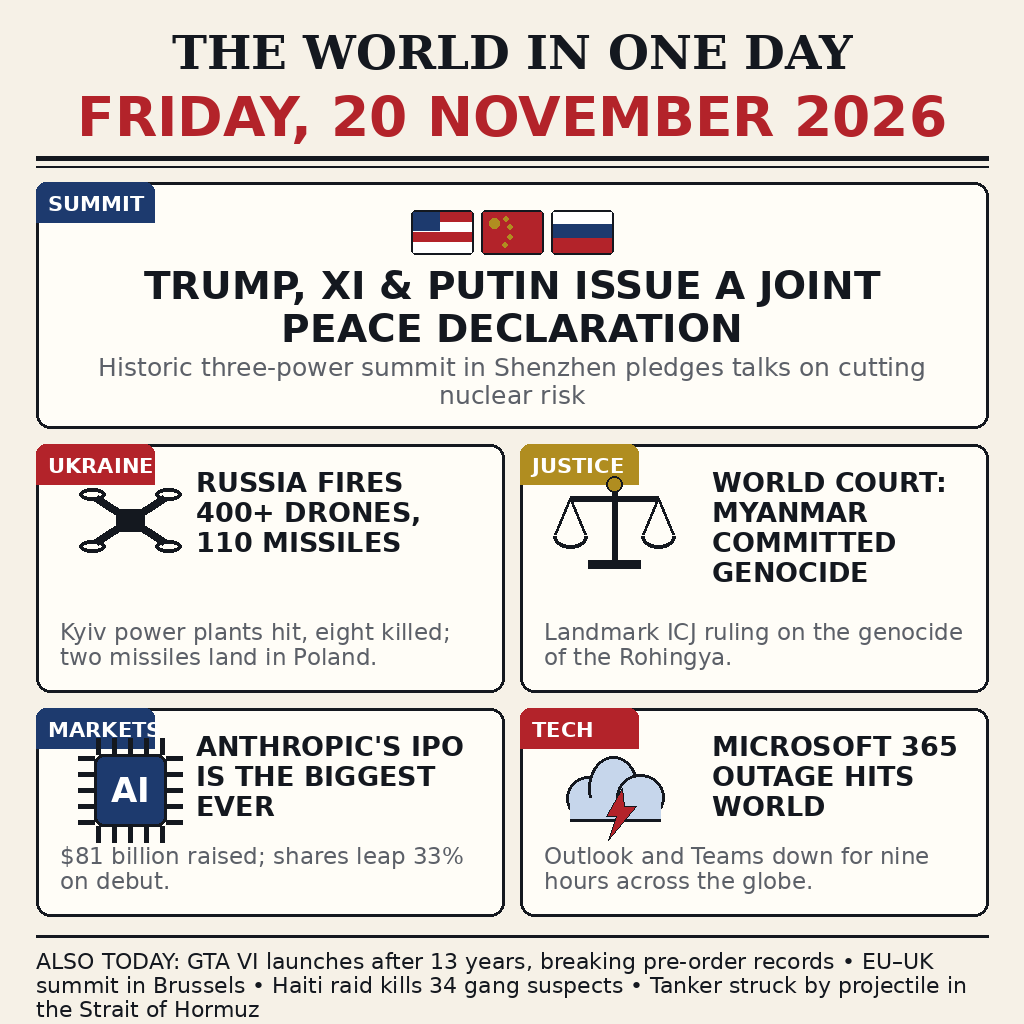 THE WORLD IN ONE DAY
FRIDAY, 20 NOVEMBER 2026
SUMMIT
TRUMP, XI & PUTIN ISSUE A JOINT
PEACE DECLARATION
Historic three-power summit in Shenzhen pledges talks on cutting
nuclear risk
UKRAINE
RUSSIA FIRES
400+ DRONES,
110 MISSILES
Kyiv power plants hit, eight killed;
two missiles land in Poland.
JUSTICE
WORLD COURT:
MYANMAR
COMMITTED
GENOCIDE
Landmark ICJ ruling on the genocide
of the Rohingya.
MARKETS
AI
ANTHROPIC'S IPO
IS THE BIGGEST
EVER
$81 billion raised; shares leap 33%
on debut.
TECH
MICROSOFT 365
OUTAGE HITS
WORLD
Outlook and Teams down for nine
hours across the globe.
ALSO TODAY: GTA VI launches after 13 years, breaking pre-order records • EU–UK
summit in Brussels • Haiti raid kills 34 gang suspects • Tanker struck by projectile in
the Strait of Hormuz